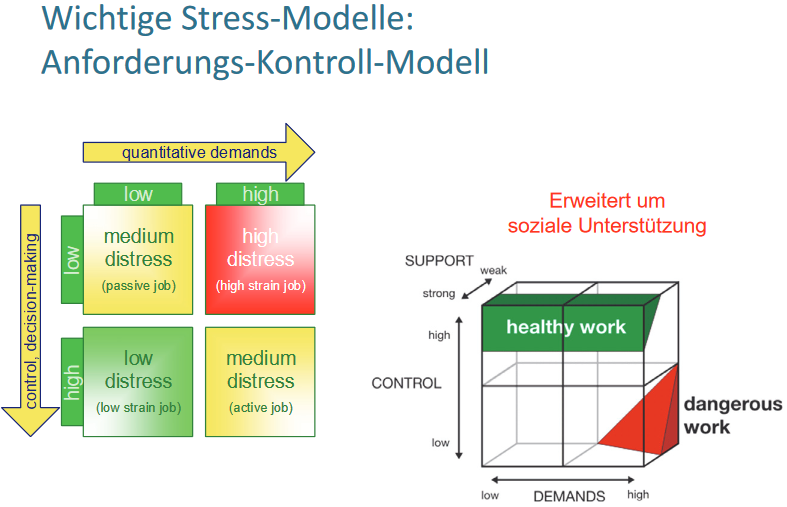 Wichtige Stress-Modelle:
Anforderungs-Kontroll-Modell
quantitative demands
low
high
control, decision-making
low
medium
distress
(passive job)
high
distress
(high strain job)
high
low
distress
(low strain job)
medium
distress
(active job)
Erweitert um
soziale Unterstützung
SUPPORT
weak
strong
high
healthy work
CONTROL
low
dangerous
work
low
DEMANDS
high